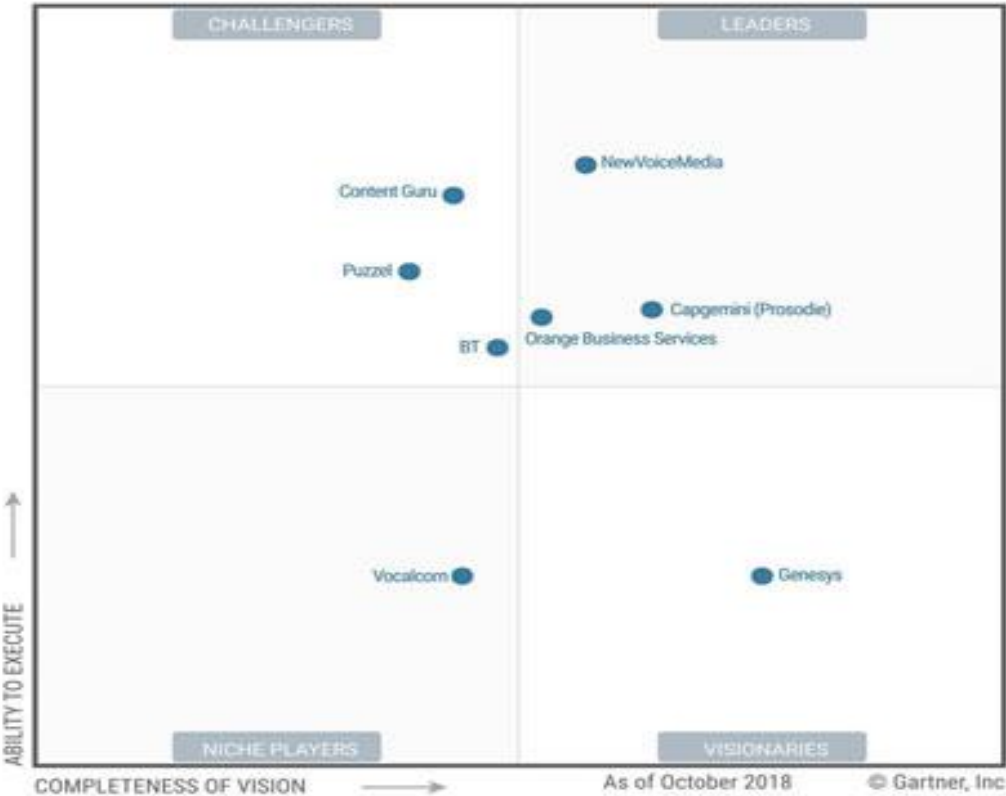 CHALLENGERS
LEADERS
NewVoiceMedia
Content Guru
Puzzel
Capgemini (Prosodie)
Orange Business Services
BT
Vocalcom
Genesys
ABILITY TO EXECUTE
NICHE PLAYERS
VISIONARIES
COMPLETENESS OF VISION
As of October 2018
© Gartner, Inc